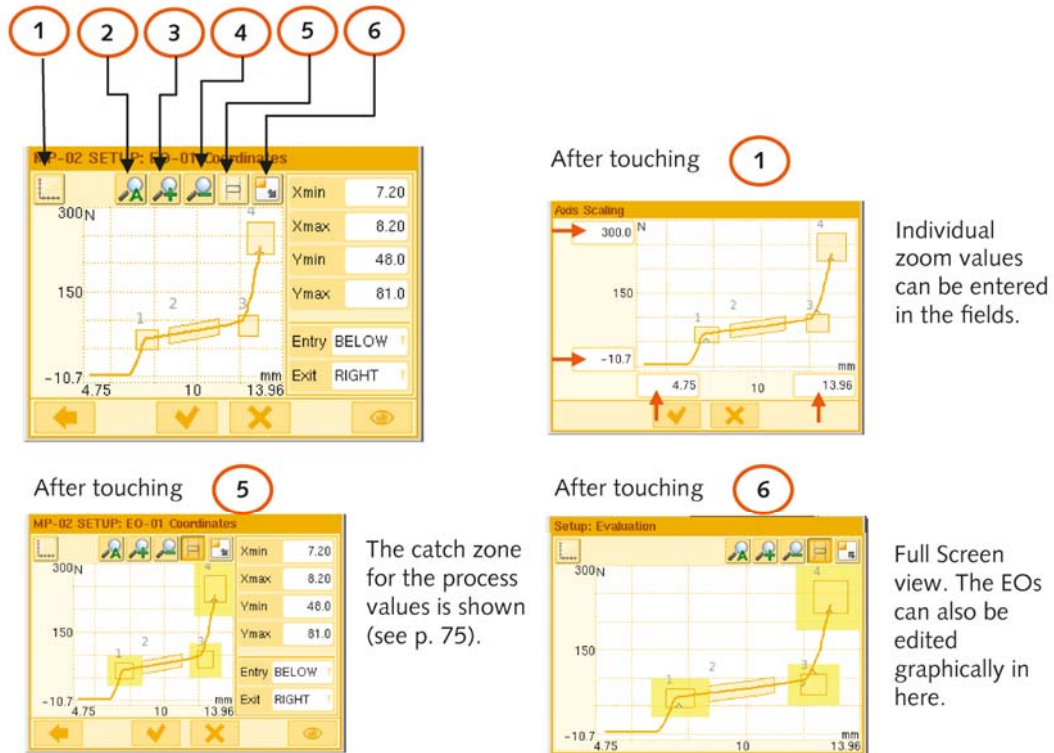 1 2 3 4 5 6
MP-02 SETUP: EO-01 Coordinates
300 N
150
-10.7
4.75 10 13.96
mm
1 2 3 4
A
Xmin 7.20
Xmax 8.20
Ymin 48.0
Ymax 81.0
Entry BELOW
Exit RIGHT
After touching 1
Axis Scaling
300.0 N
150
-10.7
4.75 10 13.96
1 2 3 4
Individual
zoom values
can be entered
in the fields.
After touching 5
MP-02 SETUP: EO-01 Coordinates
A
300 N
150
-10.7
4.75 10 13.96
mm
1 2 3 4
Xmin 7.20
Xmax 8.20
Ymin 48.0
Ymax 81.0
Entry BELOW
Exit RIGHT
The catch zone
for the process
values is shown
(see p. 75).
After touching 6
Setup: Evaluation
A
300 N
150
-10.7
4.75 10 13.96
mm
1 2 3 4
Full Screen
view. The EOs
can also be
edited
graphically in
here.